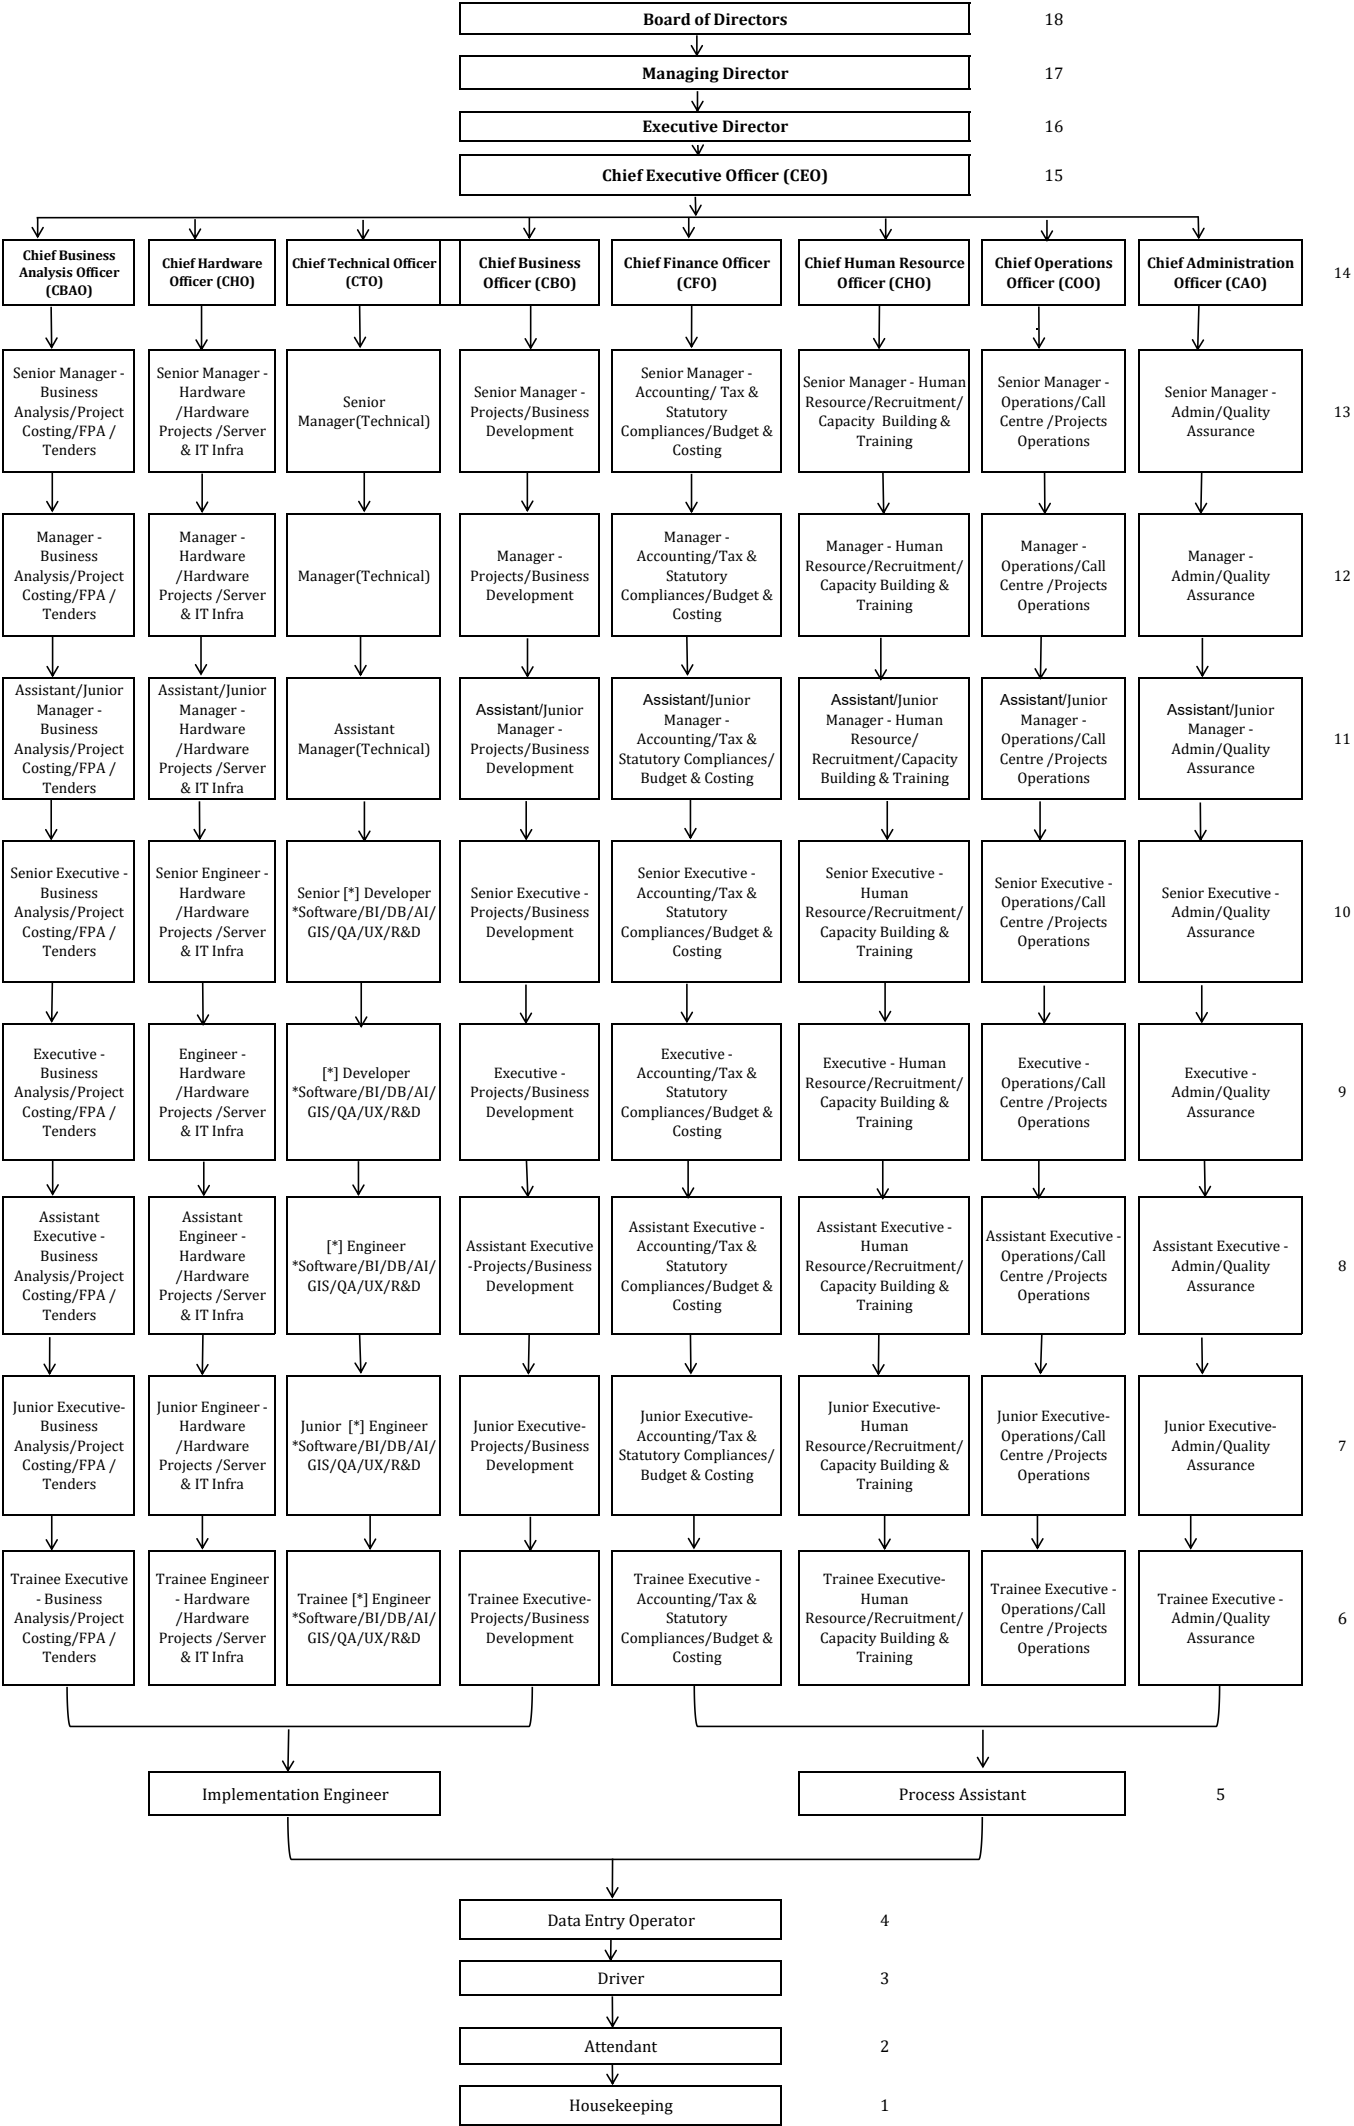 Board of Directors
18
Managing Director
17
Executive Director
16
Chief Executive Officer (CEO)
15
Chief Business
Analysis Officer
(CBAO)
Chief Hardware
Officer (CHO)
Chief Technical Officer
(CTO)
Chief Business
Officer (CBO)
Chief Finance Officer
(CFO)
Chief Human Resource
Officer (CHO)
Chief Operations
Officer (COO)
Chief Administration
Officer (CAO)
14
Senior Manager -
Business
Analysis/Project
Costing/FPA /
Tenders
Senior Manager -
Hardware
/Hardware
Projects /Server
& IT Infra
Senior
Manager(Technical)
Senior Manager -
Projects/Business
Development
Senior Manager -
Accounting/ Tax &
Statutory
Compliances/Budget &
Costing
Senior Manager - Human
Resource/Recruitment/
Capacity Building &
Training
Senior Manager -
Operations/Call
Centre /Projects
Operations
Senior Manager -
Admin/Quality
Assurance
13
Manager -
Business
Analysis/Project
Costing/FPA /
Tenders
Manager -
Hardware
/Hardware
Projects /Server
& IT Infra
Manager(Technical)
Manager -
Projects/Business
Development
Manager -
Accounting/Tax &
Statutory
Compliances/Budget &
Costing
Manager - Human
Resource/Recruitment/
Capacity Building &
Training
Manager -
Operations/Call
Centre /Projects
Operations
Manager -
Admin/Quality
Assurance
12
Assistant/Junior
Manager -
Business
Analysis/Project
Costing/FPA /
Tenders
Assistant/Junior
Manager -
Hardware
/Hardware
Projects /Server
& IT Infra
Assistant
Manager(Technical)
Assistant/Junior
Manager -
Projects/Business
Development
Assistant/Junior
Manager -
Accounting/Tax &
Statutory Compliances/
Budget & Costing
Assistant/Junior
Manager - Human
Resource/
Recruitment/Capacity
Building & Training
Assistant/Junior
Manager -
Operations/Call
Centre /Projects
Operations
Assistant/Junior
Manager -
Admin/Quality
Assurance
11
Senior Executive -
Business
Analysis/Project
Costing/FPA /
Tenders
Senior Engineer -
Hardware
/Hardware
Projects /Server
& IT Infra
Senior [*] Developer
*Software/BI/DB/AI/
GIS/QA/UX/R&D
Senior Executive -
Projects/Business
Development
Senior Executive -
Accounting/Tax &
Statutory
Compliances/Budget &
Costing
Senior Executive -
Human
Resource/Recruitment/
Capacity Building &
Training
Senior Executive -
Operations/Call
Centre /Projects
Operations
Senior Executive -
Admin/Quality
Assurance
10
Executive -
Business
Analysis/Project
Costing/FPA /
Tenders
Engineer -
Hardware
/Hardware
Projects /Server
& IT Infra
[*] Developer
*Software/BI/DB/AI/
GIS/QA/UX/R&D
Executive -
Projects/Business
Development
Executive -
Accounting/Tax &
Statutory
Compliances/Budget &
Costing
Executive - Human
Resource/Recruitment/
Capacity Building &
Training
Executive -
Operations/Call
Centre /Projects
Operations
Executive -
Admin/Quality
Assurance
9
Assistant
Executive -
Business
Analysis/Project
Costing/FPA /
Tenders
Assistant
Engineer -
Hardware
/Hardware
Projects /Server
& IT Infra
[*] Engineer
*Software/BI/DB/AI/
GIS/QA/UX/R&D
Assistant Executive
-Projects/Business
Development
Assistant Executive -
Accounting/Tax &
Statutory
Compliances/Budget &
Costing
Assistant Executive -
Human
Resource/Recruitment/
Capacity Building &
Training
Assistant Executive -
Operations/Call
Centre /Projects
Operations
Assistant Executive -
Admin/Quality
Assurance
8
Junior Executive-
Business
Analysis/Project
Costing/FPA /
Tenders
Junior Engineer -
Hardware
/Hardware
Projects /Server
& IT Infra
Junior [*] Engineer
*Software/BI/DB/AI/
GIS/QA/UX/R&D
Junior Executive-
Projects/Business
Development
Junior Executive-
Accounting/Tax &
Statutory Compliances/
Budget & Costing
Junior Executive-
Human
Resource/Recruitment/
Capacity Building &
Training
Junior Executive-
Operations/Call
Centre /Projects
Operations
Junior Executive-
Admin/Quality
Assurance
7
Trainee Executive
- Business
Analysis/Project
Costing/FPA /
Tenders
Trainee Engineer
- Hardware
/Hardware
Projects /Server
& IT Infra
Trainee [*] Engineer
*Software/BI/DB/AI/
GIS/QA/UX/R&D
Trainee Executive-
Projects/Business
Development
Trainee Executive -
Accounting/Tax &
Statutory
Compliances/Budget &
Costing
Trainee Executive-
Human
Resource/Recruitment/
Capacity Building &
Training
Trainee Executive -
Operations/Call
Centre /Projects
Operations
Trainee Executive -
Admin/Quality
Assurance
6
Implementation Engineer
Process Assistant
5
Data Entry Operator
4
Driver
3
Attendant
2
Housekeeping
1